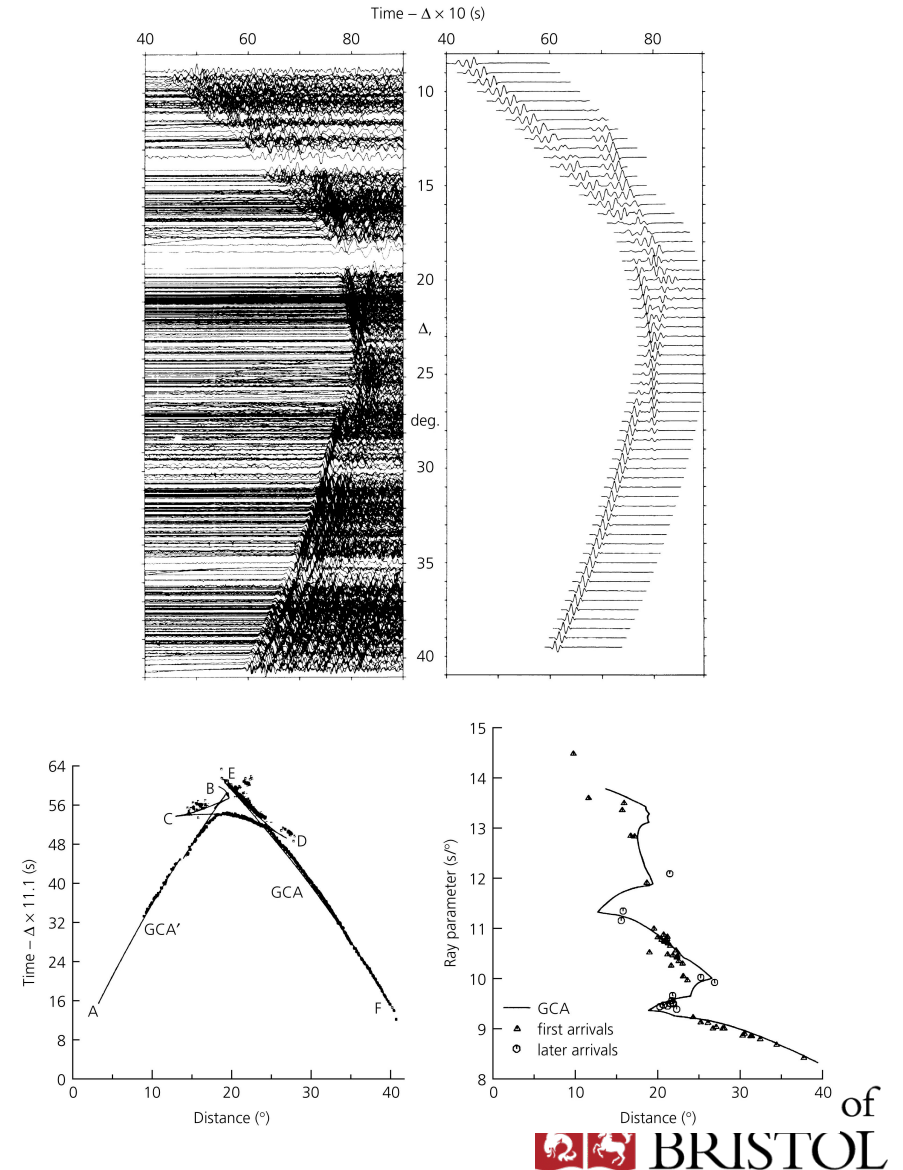 Time – Δ × 10 (s)
40 60 80 40 60 80
10
15
20
Δ,
25
deg.
30
35
40
64
56
48
40
32
24
16
8
0
Time – Δ × 11.1 (s)
A
B
C
D
E
F
GCA′
GCA
0 10 20 30 40
Distance (°)
15
14
13
12
11
10
9
8
Ray parameter (s/°)
GCA
first arrivals
later arrivals
0 10 20 30 40
Distance (°)
of
BRISTOL